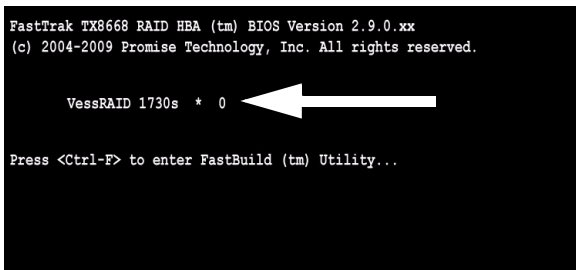 FastTrak TX8668 RAID HBA (tm) BIOS Version 2.9.0.xx
(c) 2004-2009 Promise Technology, Inc. All rights reserved.
VessRAID 1730s * 0
Press <Ctrl-F> to enter FastBuild (tm) Utility...